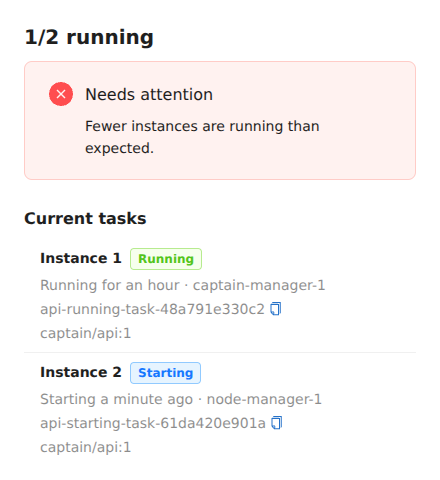 1/2 running
Needs attention
Fewer instances are running than
expected.
Current tasks
Instance 1 Running
Running for an hour · captain-manager-1
api-running-task-48a791e330c2
captain/api:1
Instance 2 Starting
Starting a minute ago · node-manager-1
api-starting-task-61da420e901a
captain/api:1